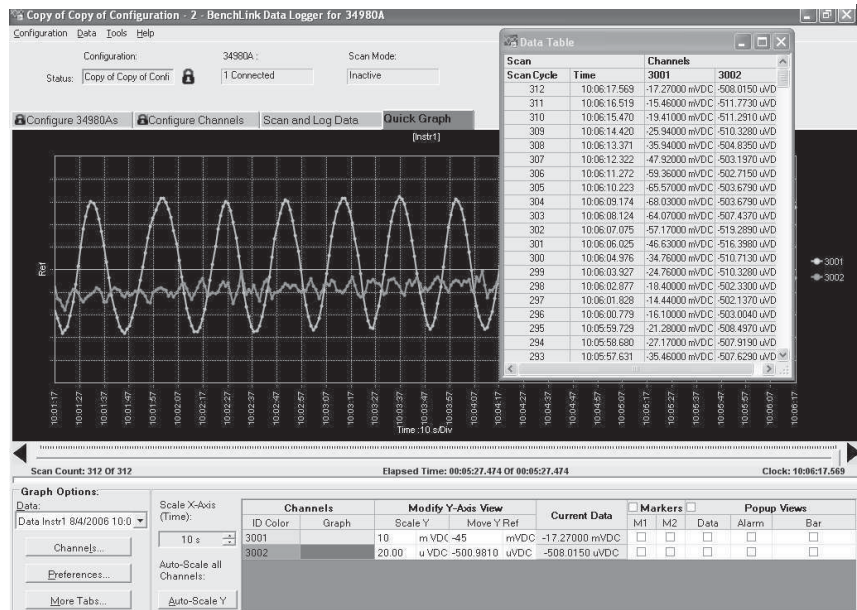 Copy of Copy of Configuration - 2 - BenchLink Data Logger for 34980A
Configuration Data Tools Help
Configuration: 34980A : Scan Mode:
Status: Copy of Copy of Confi 1 Connected Inactive
Configure 34980As Configure Channels Scan and Log Data Quick Graph
[Instr1]
Data Table
Scan Channels
Scan Cycle Time 3001 3002
312 10:06:17.569 -17.27000 mVDC -508.0150 uVD
311 10:06:16.519 -15.46000 mVDC -511.7730 uVD
310 10:06:15.470 -19.41000 mVDC -511.2910 uVD
309 10:06:14.420 -25.94000 mVDC -510.3280 uVD
308 10:06:13.371 -35.94000 mVDC -504.8350 uVD
307 10:06:12.322 -47.92000 mVDC -503.1970 uVD
306 10:06:11.272 -59.36000 mVDC -502.7150 uVD
305 10:06:10.223 -65.57000 mVDC -503.6790 uVD
304 10:06:09.174 -68.03000 mVDC -503.6790 uVD
303 10:06:08.124 -64.07000 mVDC -507.4370 uVD
302 10:06:07.075 -57.17000 mVDC -519.2890 uVD
301 10:06:06.025 -46.63000 mVDC -516.3980 uVD
300 10:06:04.976 -34.76000 mVDC -510.7130 uVD
299 10:06:03.927 -24.76000 mVDC -510.3280 uVD
298 10:06:02.877 -18.40000 mVDC -502.3300 uVD
297 10:06:01.828 -14.44000 mVDC -502.1370 uVD
296 10:06:00.779 -16.10000 mVDC -503.0040 uVD
295 10:05:59.729 -21.28000 mVDC -508.4970 uVD
294 10:05:58.680 -27.17000 mVDC -507.9190 uVD
293 10:05:57.631 -35.46000 mVDC -507.6290 uVD
Ref
3001
3002
10:01:17 10:01:27 10:01:37 10:01:47 10:01:57 10:02:07 10:02:17 10:02:27 10:02:37 10:02:47 10:02:57 10:03:07 10:03:17 10:03:27 10:03:37 10:03:47 10:03:57 10:04:07 10:04:17 10:04:27 10:04:37 10:04:47 10:04:57 10:05:07 10:05:17 10:05:27 10:05:37 10:05:47 10:05:57 10:06:07 10:06:17
Time :10 s/Div
Scan Count: 312 Of 312 Elapsed Time: 00:05:27.474 Of 00:05:27.474 Clock: 10:06:17.569
Graph Options:
Data:
Data Instr1 8/4/2006 10:0
Channels...
Preferences...
More Tabs...
Scale X-Axis
(Time):
10 s
Auto-Scale all
Channels:
Auto-Scale Y
Channels Modify Y-Axis View Current Data Markers Popup Views
ID Color Graph Scale Y Move Y Ref M1 M2 Data Alarm Bar
3001 10 m VDC -45 mVDC -17.27000 mVDC
3002 20.00 u VDC -500.9810 uVDC -508.0150 uVDC